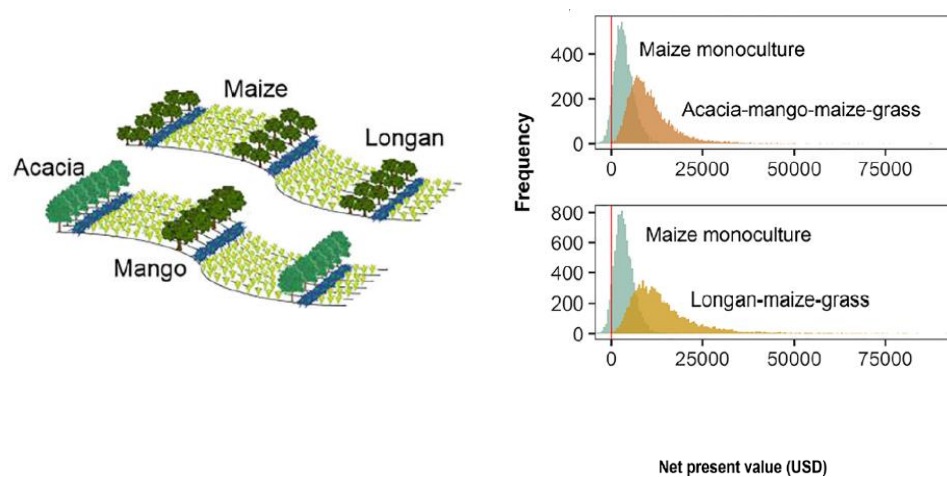 Maize
Longan
Acacia
Mango
Frequency
400
200
0
Maize monoculture
Acacia-mango-maize-grass
0
25000
50000
75000
800
600
400
200
0
Maize monoculture
Longan-maize-grass
0
25000
50000
75000
Net present value (USD)